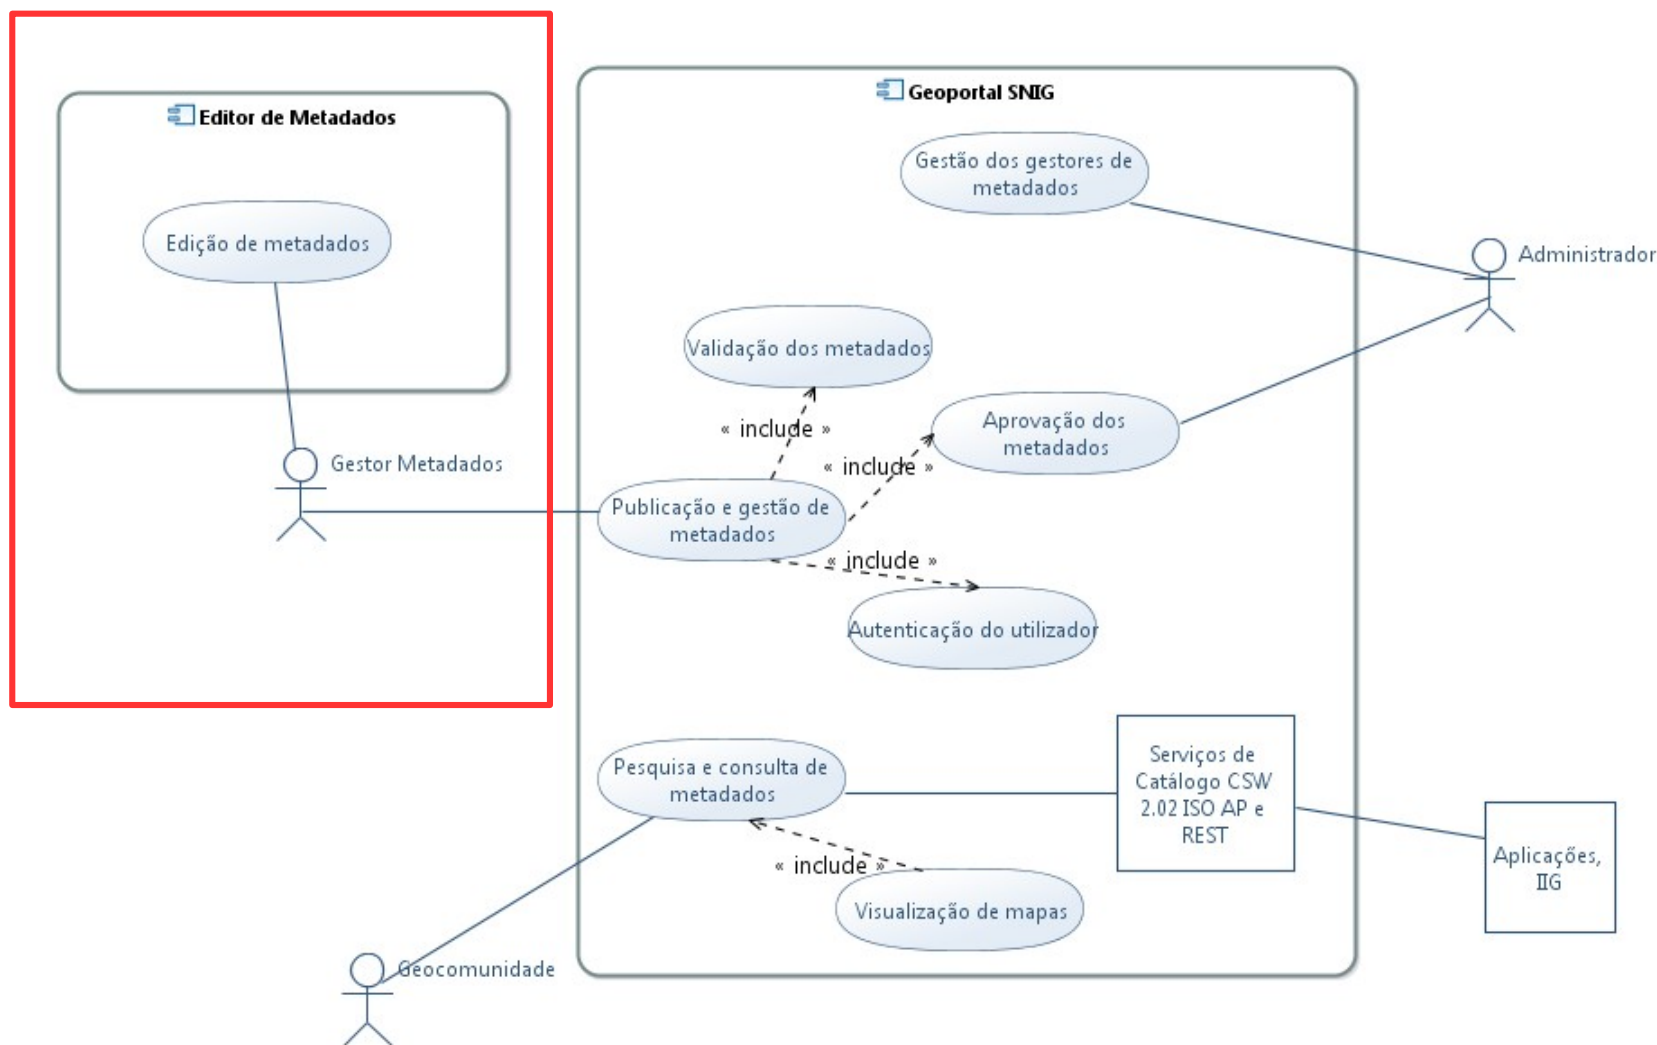 Editor de Metadados
Edição de metadados
Gestor Metadados
Geoportal SNIG
Gestão dos gestores de
metadados
Administrador
Validação dos metadados
« include »
Aprovação dos
metadados
« include »
Publicação e gestão de
metadados
« include »
Autenticação do utilizador
Pesquisa e consulta de
metadados
Serviços de
Catálogo CSW
2.02 ISO AP e
REST
Aplicações,
IIG
« include »
Visualização de mapas
Geocomunidade